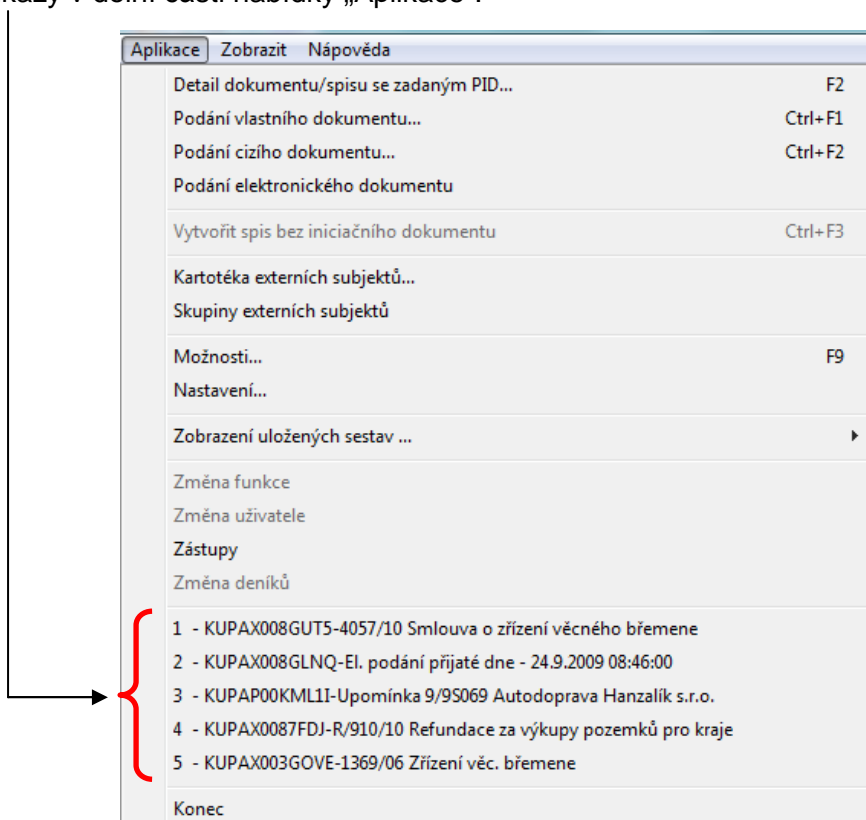 v dolní části nabídky „Aplikace“.
Aplikace Zobrazit Nápověda
Detail dokumentu/spisu se zadaným PID... F2
Podání vlastního dokumentu... Ctrl+F1
Podání cizího dokumentu... Ctrl+F2
Podání elektronického dokumentu
Vytvořit spis bez iniciačního dokumentu Ctrl+F3
Kartotéka externích subjektů...
Skupiny externích subjektů
Možnosti... F9
Nastavení...
Zobrazení uložených sestav ...
Změna funkce
Změna uživatele
Zástupy
Změna deníků
1 - KUPAX008GUT5-4057/10 Smlouva o zřízení věcného břemene
2 - KUPAX008GLNQ-El. podání přijaté dne - 24.9.2009 08:46:00
3 - KUPAP00KML1I-Upomínka 9/9S069 Autodoprava Hanzalík s.r.o.
4 - KUPAX0087FDJ-R/910/10 Refundace za výkupy pozemků pro kraje
5 - KUPAX003GOVE-1369/06 Zřízení věc. břemene
Konec